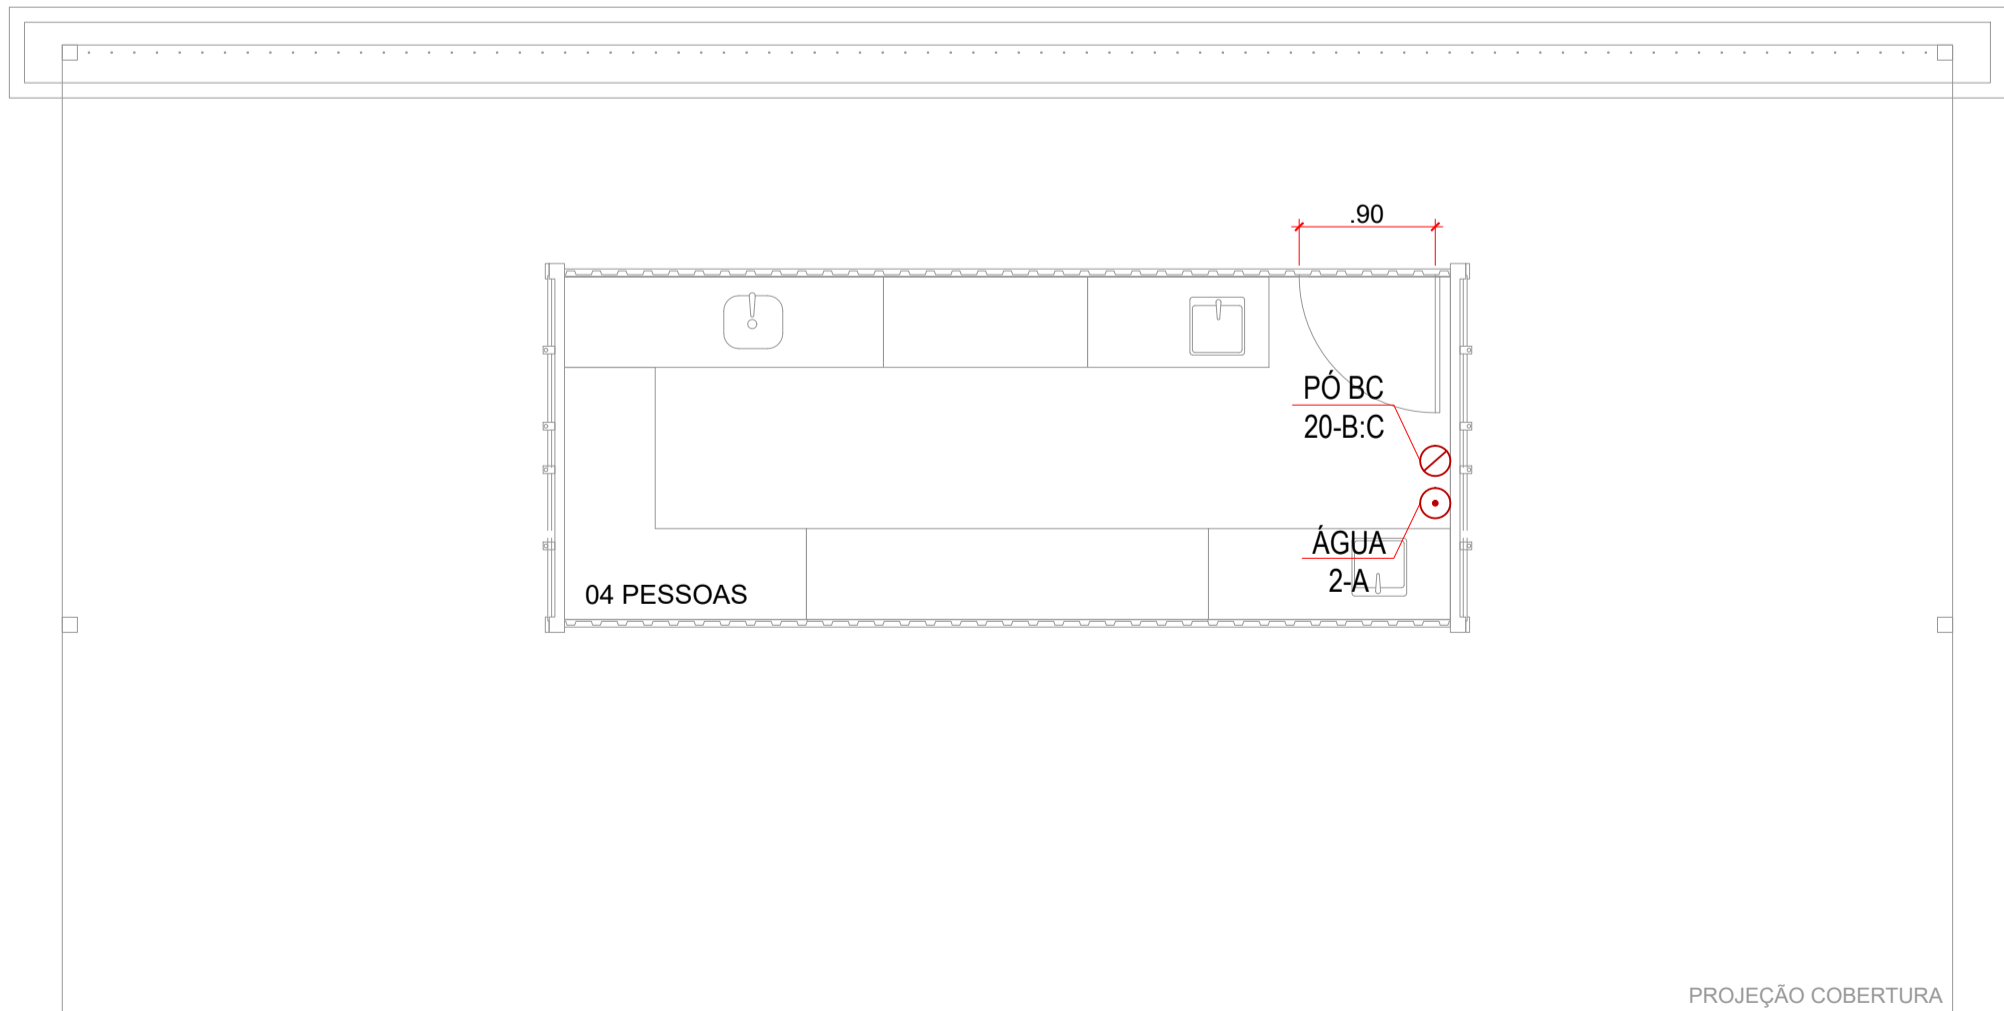 .90
PÓ BC
20-B:C
ÁGUA
2-A
04 PESSOAS
PROJEÇÃO COBERTURA